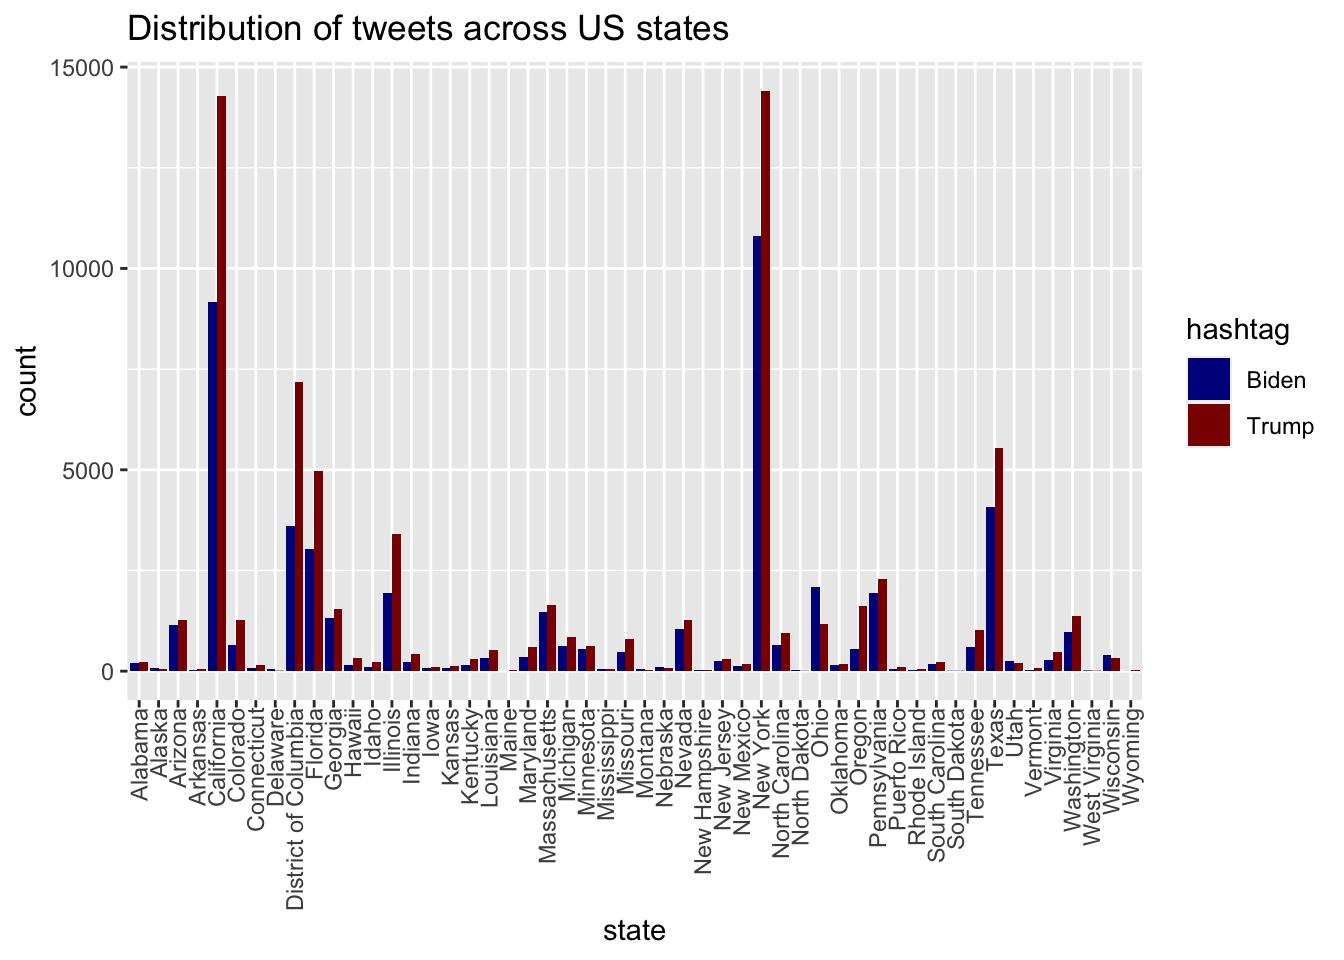 Distribution of tweets across US states
15000
10000
5000
0
count
Alabama
Alaska
Arizona
Arkansas
California
Colorado
Connecticut
Delaware
District of Columbia
Florida
Georgia
Hawaii
Idaho
Illinois
Indiana
Iowa
Kansas
Kentucky
Louisiana
Maine
Maryland
Massachusetts
Michigan
Minnesota
Mississippi
Missouri
Montana
Nebraska
Nevada
New Hampshire
New Jersey
New Mexico
New York
North Carolina
North Dakota
Ohio
Oklahoma
Oregon
Pennsylvania
Puerto Rico
Rhode Island
South Carolina
South Dakota
Tennessee
Texas
Utah
Vermont
Virginia
Washington
West Virginia
Wisconsin
Wyoming
state
hashtag
Biden
Trump